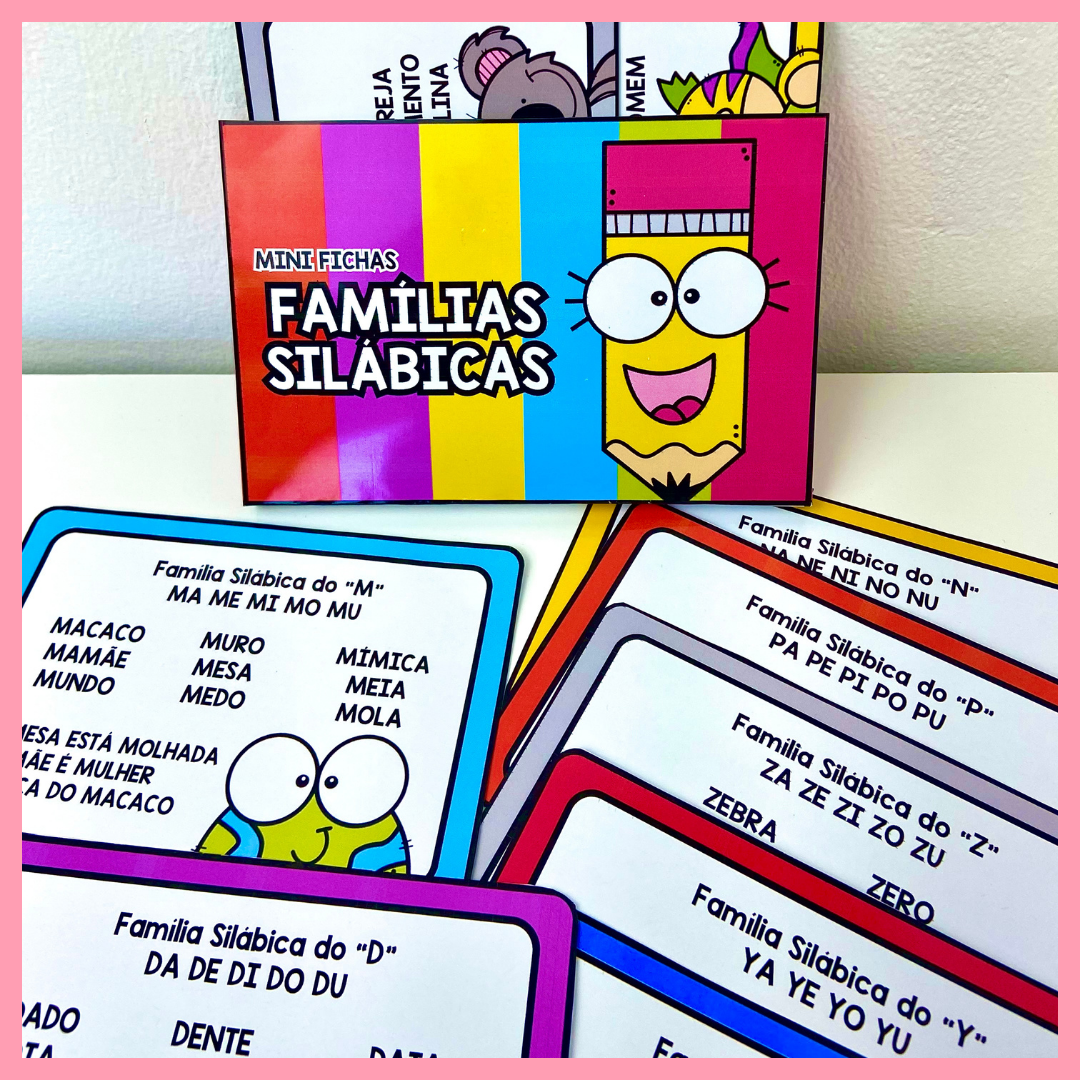 MINI FICHAS
FAMÍLIAS
SILÁBICAS
Família Silábica do "M"
MA ME MI MO MU
MACACO MURO MÍMICA
MAMÃE MESA MEIA
MUNDO MEDO MOLA
ESTÁ MOLHADA
É MULHER
DO MACACO
Família Silábica do "N"
NA NE NI NO NU
Família Silábica do "P"
PA PE PI PO PU
Família Silábica do "Z"
ZA ZE ZI ZO ZU
ZEBRA
ZERO
Família Silábica do "Y"
YA YE YO YU
Família Silábica do "D"
DA DE DI DO DU
DENTE